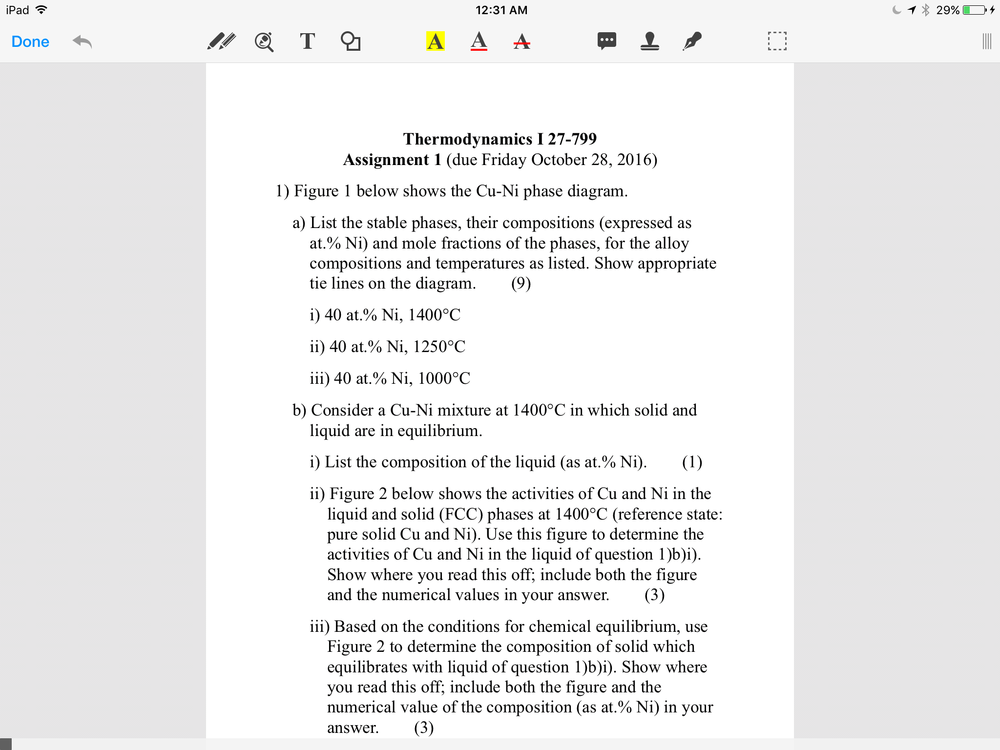 iPad 12:31 AM 29%
Done T A A A
Thermodynamics I 27-799
Assignment 1 (due Friday October 28, 2016)
1) Figure 1 below shows the Cu-Ni phase diagram.
a) List the stable phases, their compositions (expressed as
at.% Ni) and mole fractions of the phases, for the alloy
compositions and temperatures as listed. Show appropriate
tie lines on the diagram. (9)
i) 40 at.% Ni, 1400°C
ii) 40 at.% Ni, 1250°C
iii) 40 at.% Ni, 1000°C
b) Consider a Cu-Ni mixture at 1400°C in which solid and
liquid are in equilibrium.
i) List the composition of the liquid (as at.% Ni). (1)
ii) Figure 2 below shows the activities of Cu and Ni in the
liquid and solid (FCC) phases at 1400°C (reference state:
pure solid Cu and Ni). Use this figure to determine the
activities of Cu and Ni in the liquid of question 1)b)i).
Show where you read this off; include both the figure
and the numerical values in your answer. (3)
iii) Based on the conditions for chemical equilibrium, use
Figure 2 to determine the composition of solid which
equilibrates with liquid of question 1)b)i). Show where
you read this off; include both the figure and the
numerical value of the composition (as at.% Ni) in your
answer. (3)